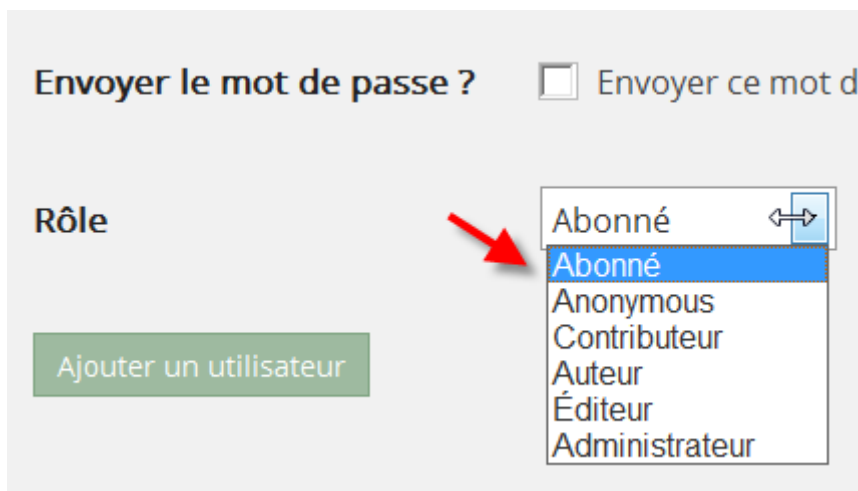 Envoyer le mot de passe ?
Envoyer ce mot d
Rôle
Abonné
Abonné
Anonymous
Contributeur
Auteur
Éditeur
Administrateur
Ajouter un utilisateur